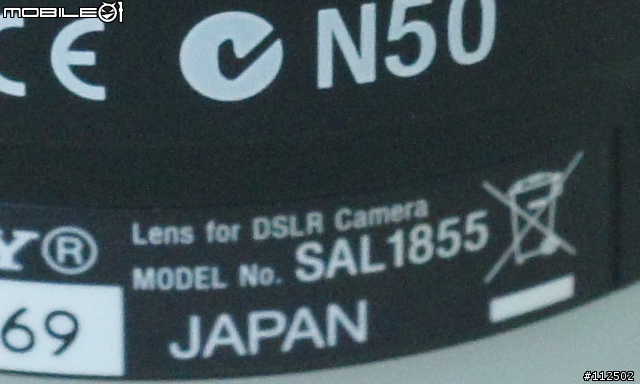 MOBILE01
CE N50
Y®
Lens for DSLR Camera
MODEL No. SAL1855
69
JAPAN
#112502